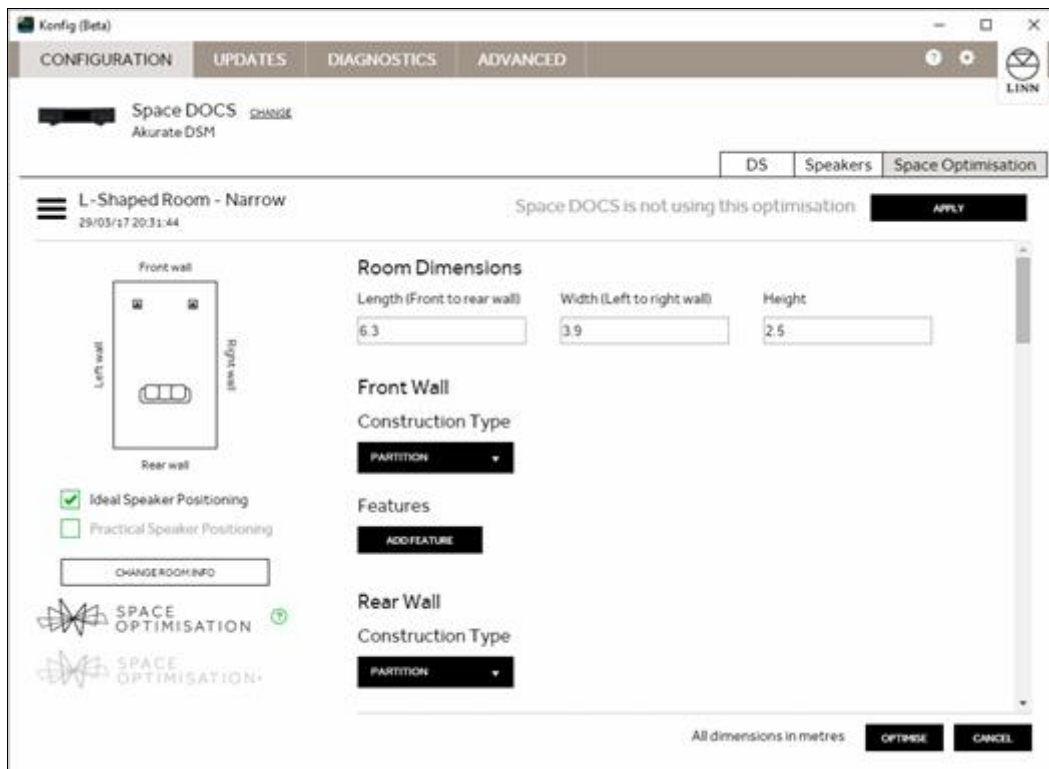 Konfig (Beta)
CONFIGURATION UPDATES DIAGNOSTICS ADVANCED
LINN
Space DOCS CHANGE
Akurate DSM
DS Speakers Space Optimisation
L-Shaped Room - Narrow
29/03/17 20:31:44
Space DOCS is not using this optimisation APPLY
Front wall
Left wall
Right wall
Rear wall
Ideal Speaker Positioning
Practical Speaker Positioning
CHANGE ROOM INFO
SPACE
OPTIMISATION
SPACE
OPTIMISATION+
Room Dimensions
Length (Front to rear wall) Width (Left to right wall) Height
6.3 3.9 2.5
Front Wall
Construction Type
PARTITION
Features
ADD FEATURE
Rear Wall
Construction Type
PARTITION
All dimensions in metres OPTIMISE CANCEL